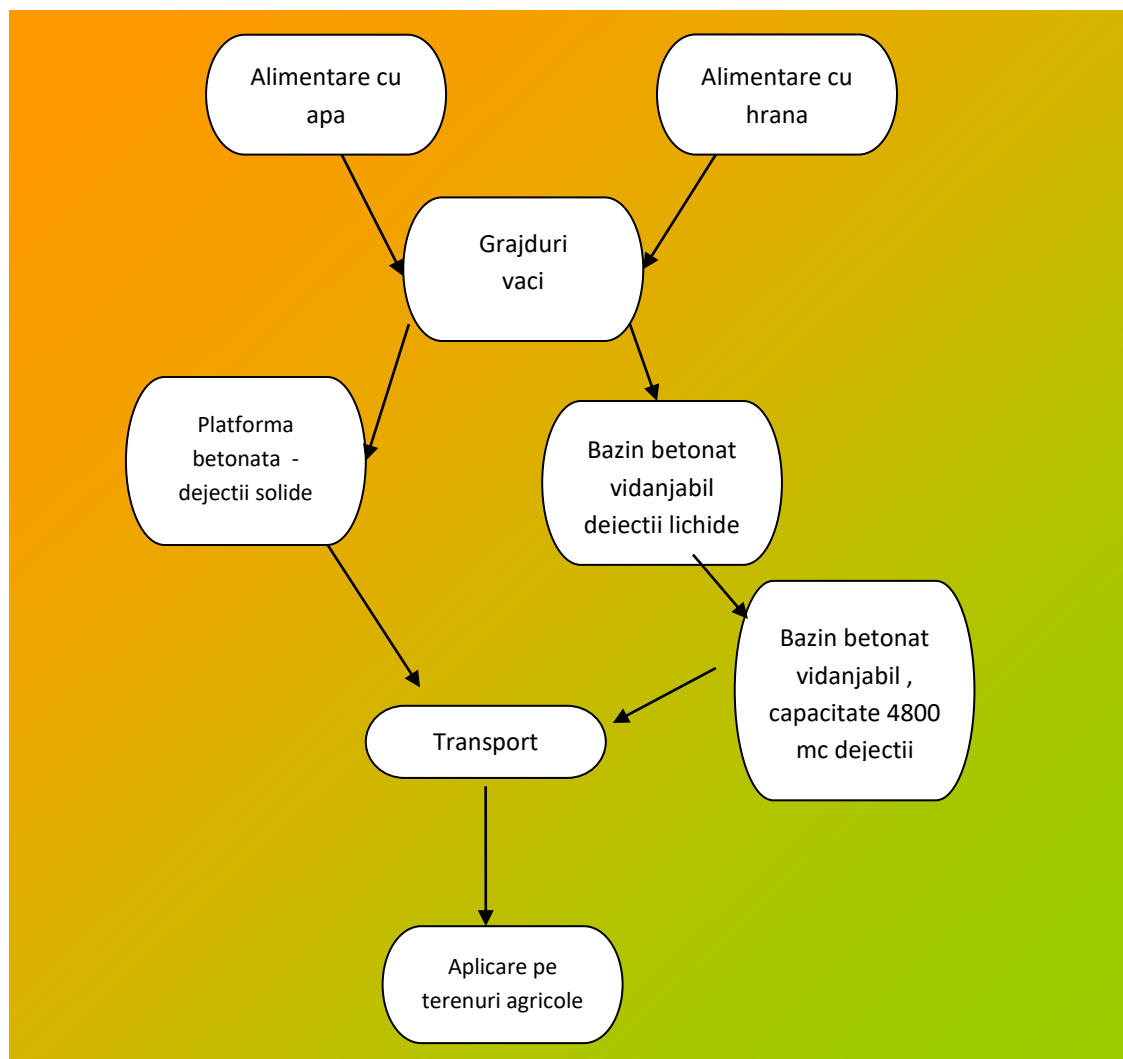 Alimentare cu
apa
Alimentare cu
hrana
Grajduri
vaci
Platforma
betonata  -
dejectii solide
Bazin betonat
vidanjabil
dejectii lichide
Bazin betonat
vidanjabil ,
capacitate 4800
mc dejectii
Transport
Aplicare pe
terenuri agricole